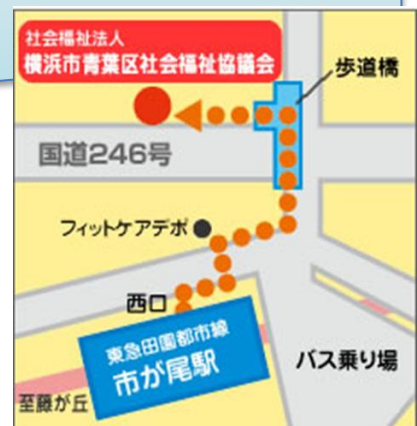 社会福祉法人
横浜市青葉区社会福祉協議会
歩道橋
国道246号
フィットケアデポ
西口
東急田園都市線
市が尾駅
バス乗り場
至藤が丘